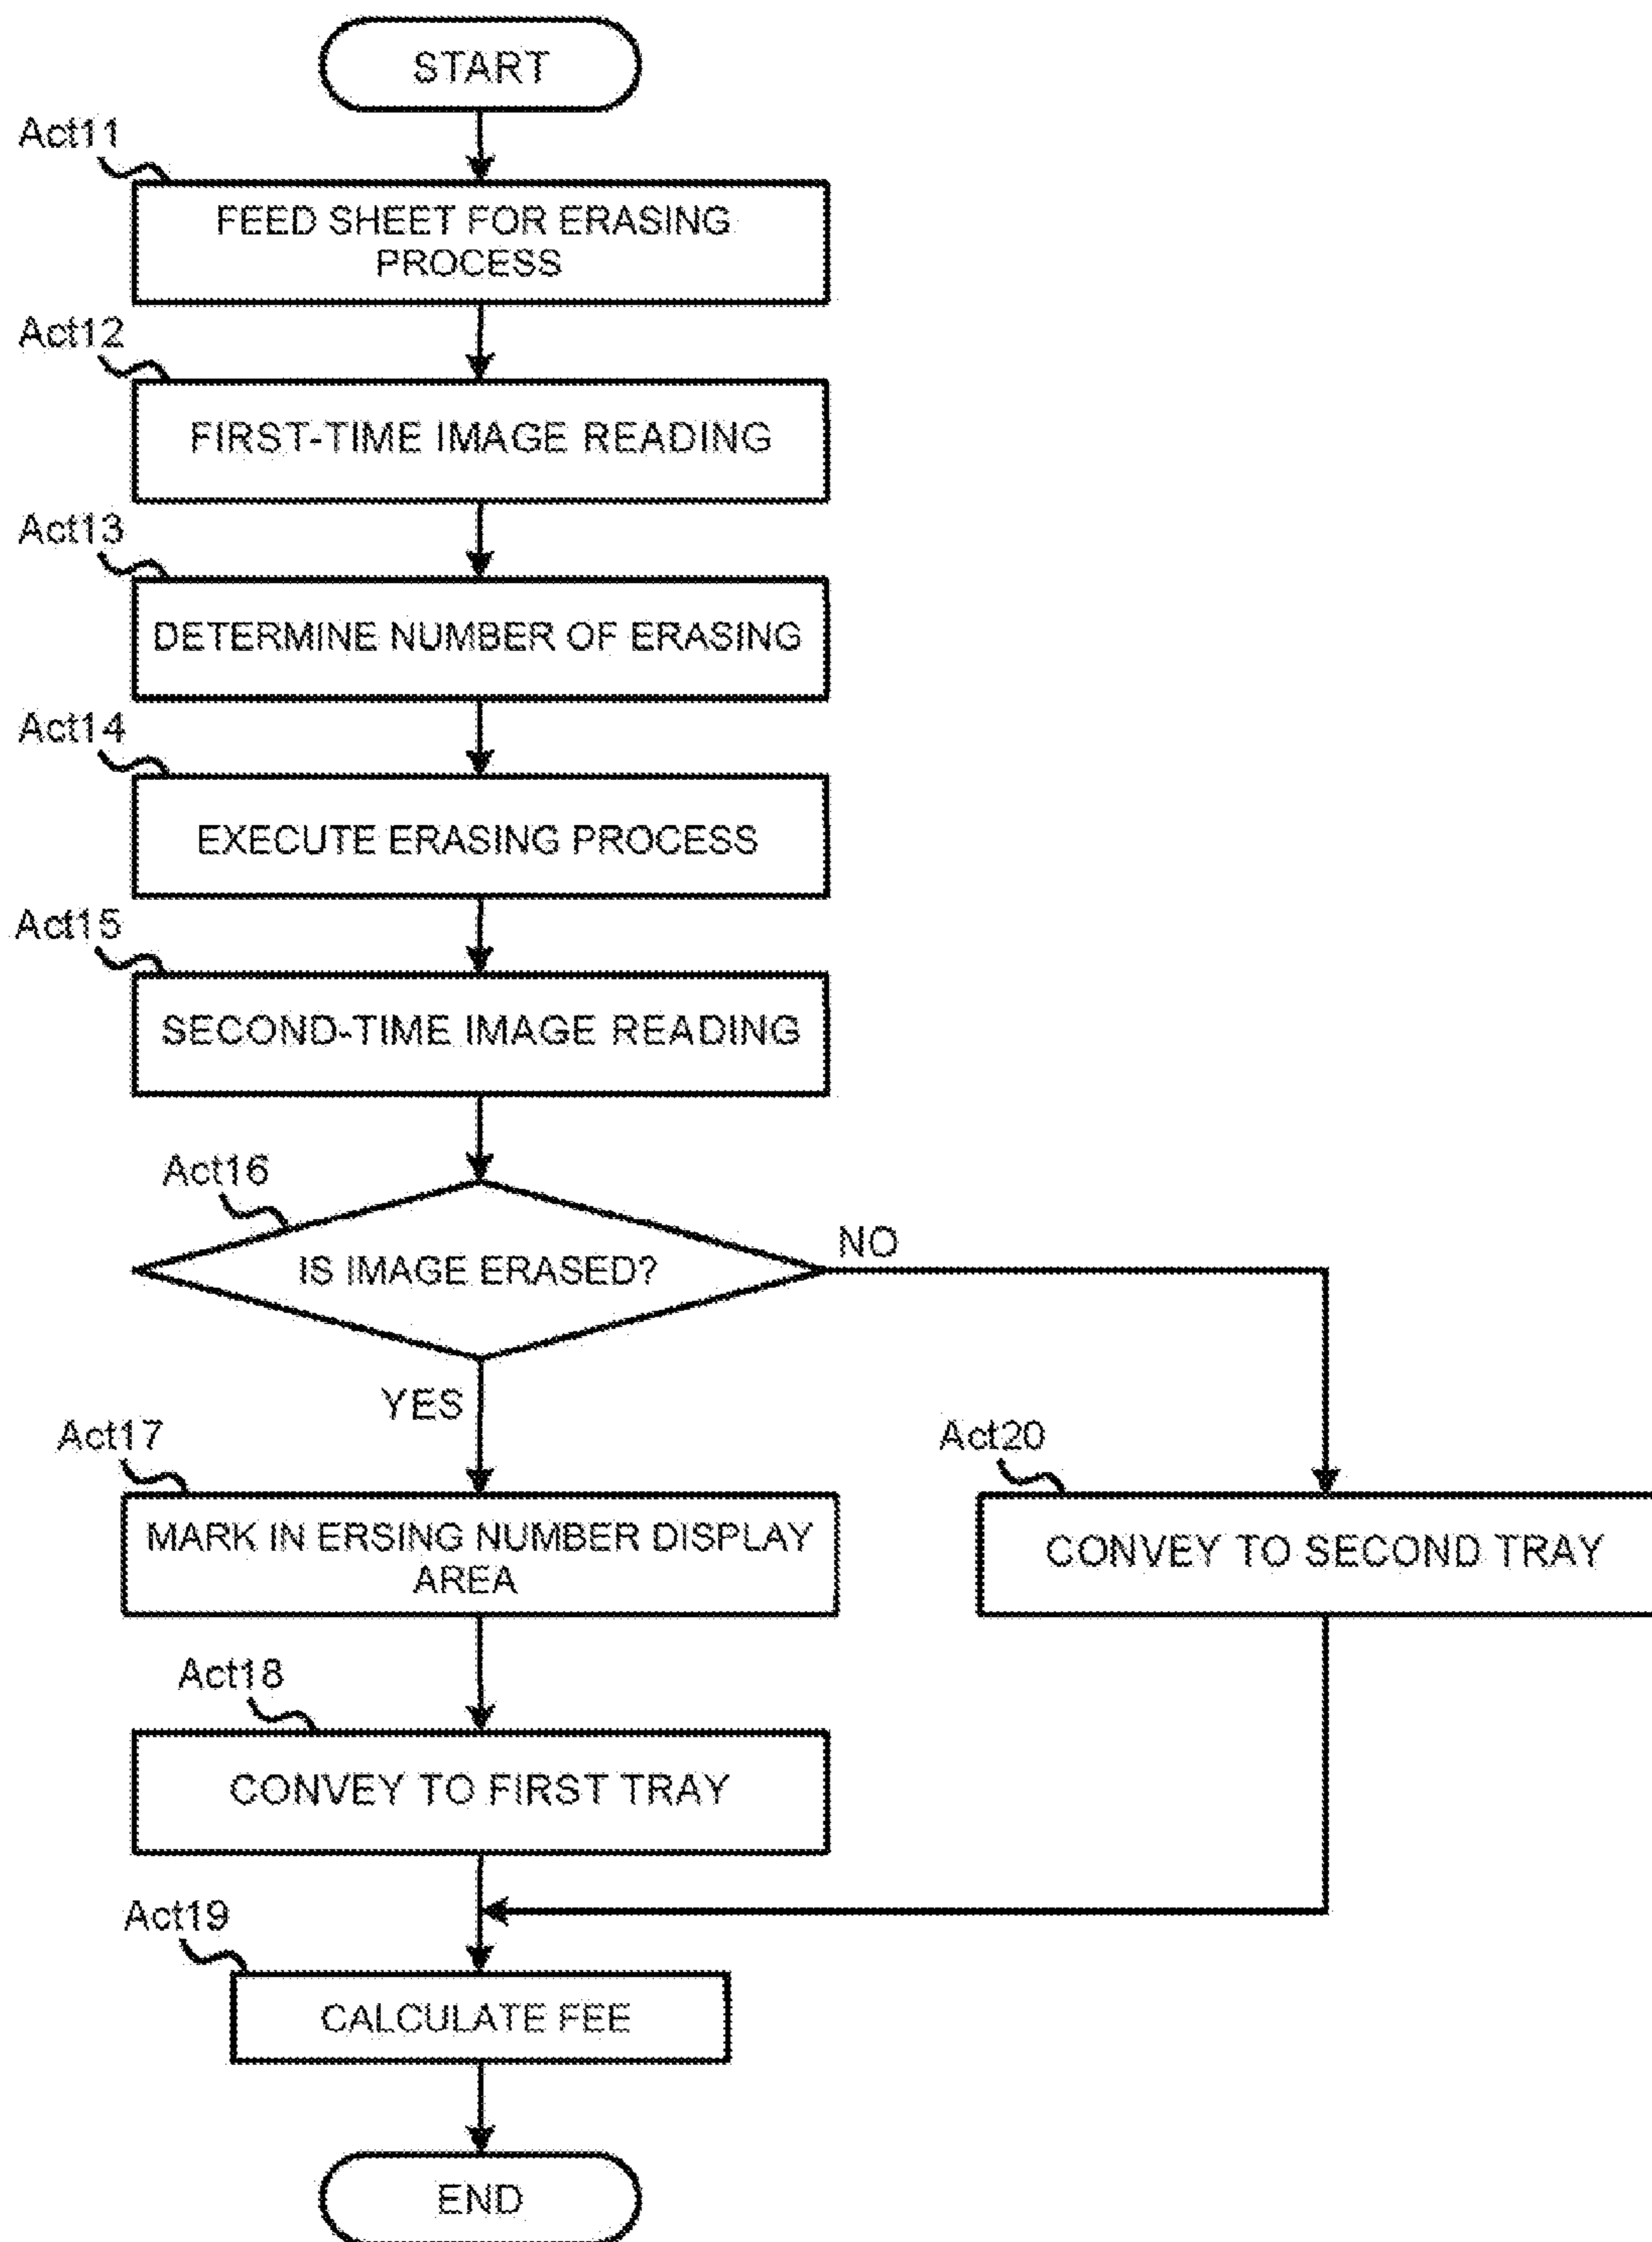 START
Act11
FEED SHEET FOR ERASING
PROCESS
Act12
FIRST-TIME IMAGE READING
Act13
DETERMINE NUMBER OF ERASING
Act14
EXECUTE ERASING PROCESS
Act15
SECOND-TIME IMAGE READING
Act16
IS IMAGE ERASED?
NO
YES
Act17
MARK IN ERSING NUMBER DISPLAY
AREA
Act20
CONVEY TO SECOND TRAY
Act18
CONVEY TO FIRST TRAY
Act19
CALCULATE FEE
END